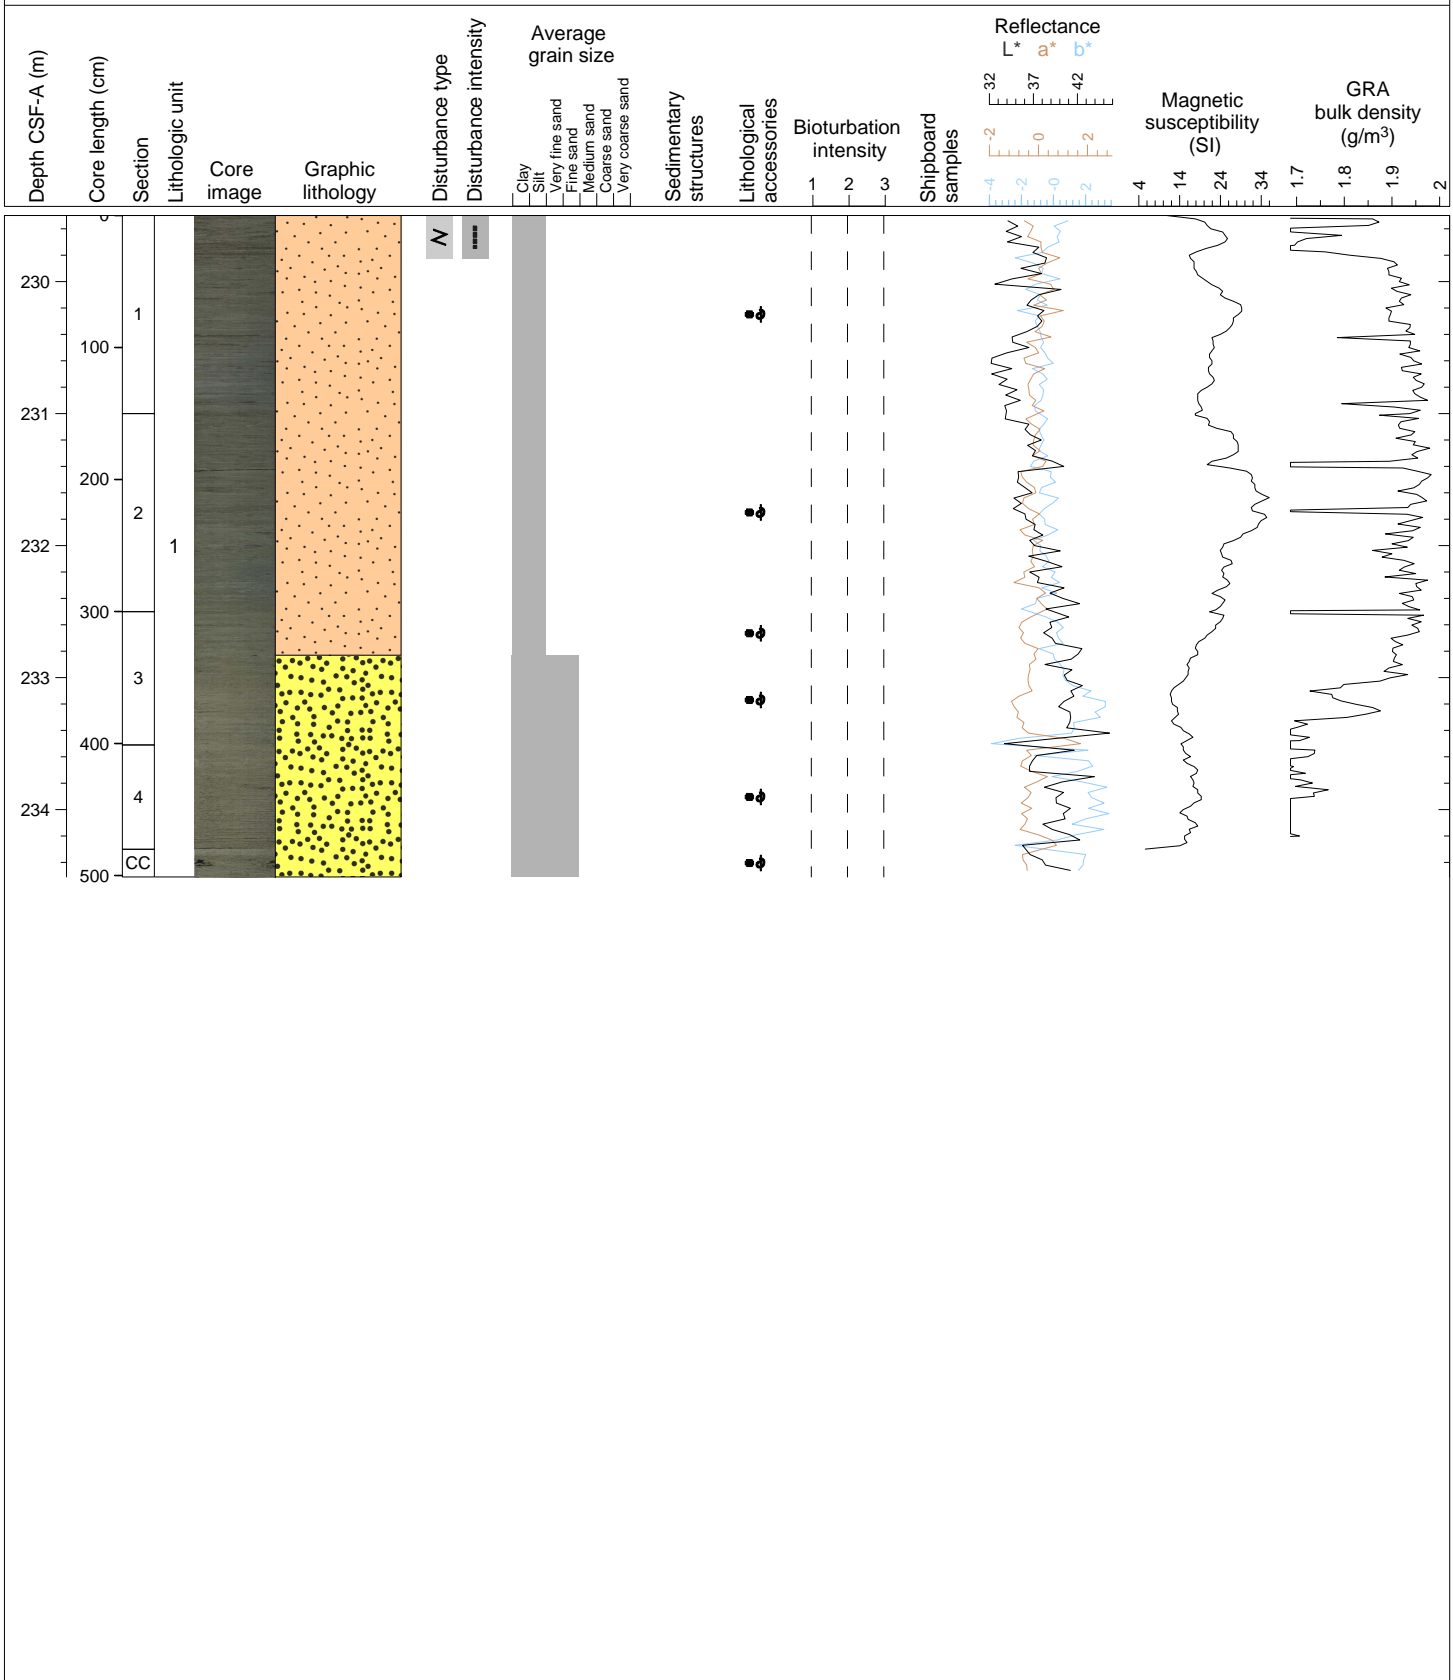 Depth CSF-A (m)
Core length (cm)
Section
Lithologic unit
Core
image
Graphic
lithology
Disturbance type
Disturbance intensity
Average
grain size
Clay
Silt
Very fine sand
Fine sand
Medium sand
Coarse sand
Very coarse sand
Sedimentary
structures
Lithological
accessories
Bioturbation
intensity
1 2 3
Shipboard
samples
Reflectance
L* a* b*
32 37 42
-2 0 2
-4 -2 -0 2
Magnetic
susceptibility
(SI)
4 14 24 34
GRA
bulk density
(g/m3)
1.7 1.8 1.9 2
0
230
1
100
231
200
2
232
1
300
233
3
400
234
4
CC
500